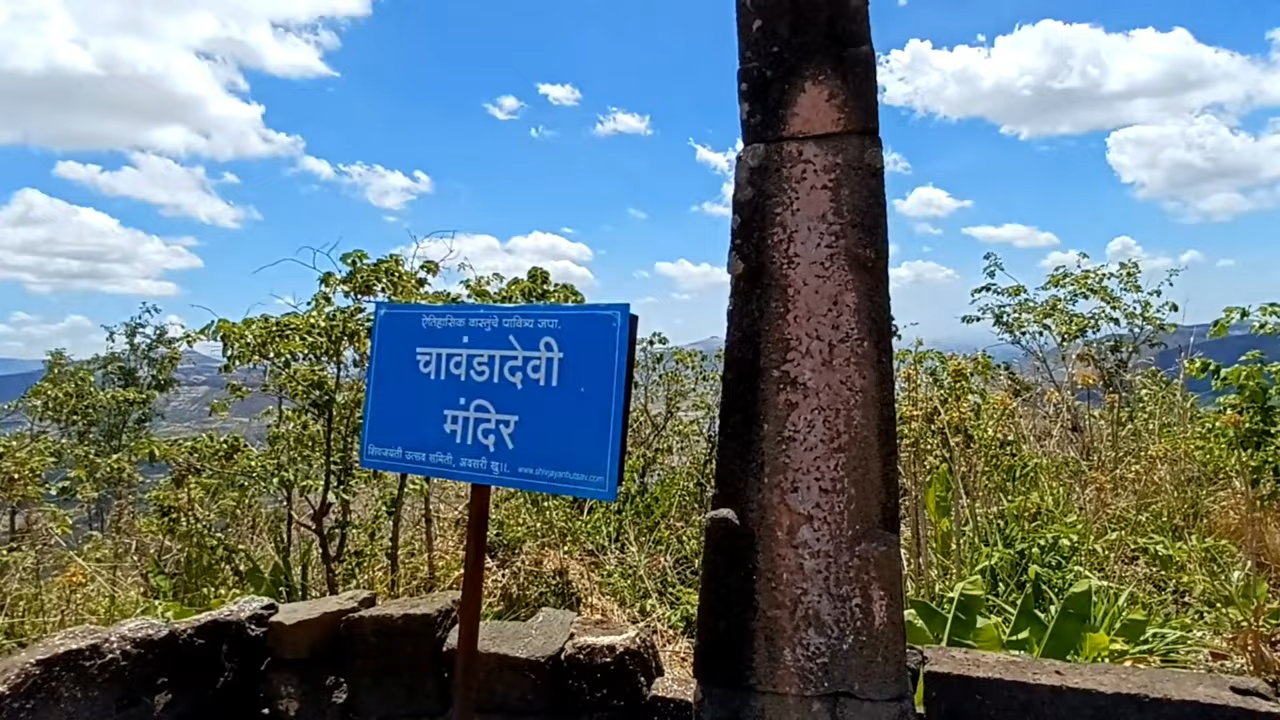 ऐतिहासिक वास्तुंचे पावित्र्य जपा.
चावंडादेवी
मंदिर
शिवजयंती उत्सव समिती, अवसरी खु।।. www.shivjayantiutsav.com